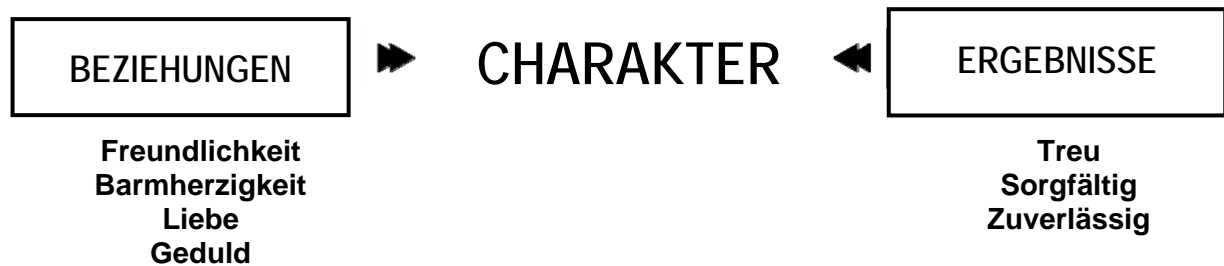 BEZIEHUNGEN
CHARAKTER
ERGEBNISSE
Freundlichkeit
Barmherzigkeit
Liebe
Geduld
Treu
Sorgfältig
Zuverlässig